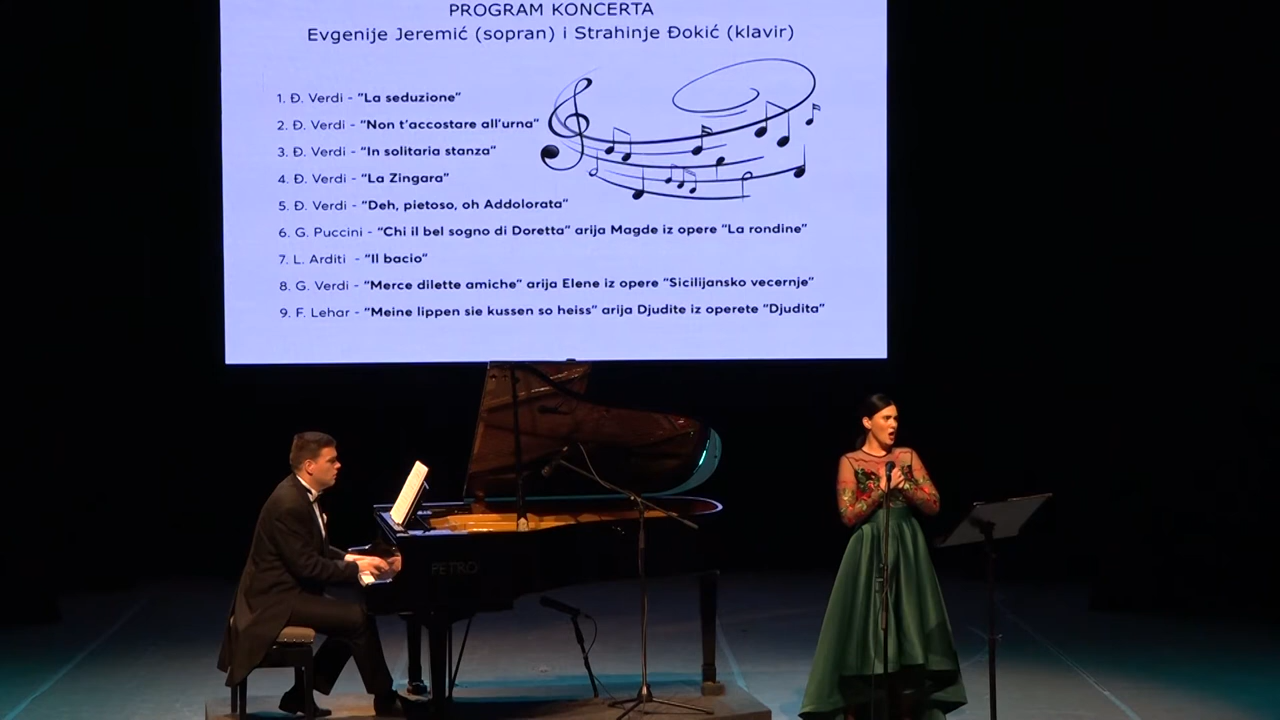 PROGRAM KONCERTA
Evgenije Jeremić (sopran) i Strahinje Đokić (klavir)
1. Đ. Verdi - “La seduzione”
2. Đ. Verdi - “Non t’accostare all’urna”
3. Đ. Verdi - “In solitaria stanza”
4. Đ. Verdi - “La Zingara”
5. Đ. Verdi - “Deh, pietoso, oh Addolorata”
6. G. Puccini - “Chi il bel sogno di Doretta” arija Magde iz opere “La rondine”
7. L. Arditi - “Il bacio”
8. G. Verdi - “Merce dilette amiche” arija Elene iz opere “Sicilijansko vecernje”
9. F. Lehar - “Meine lippen sie kussen so heiss” arija Djudite iz operete “Djudita”
PETROF